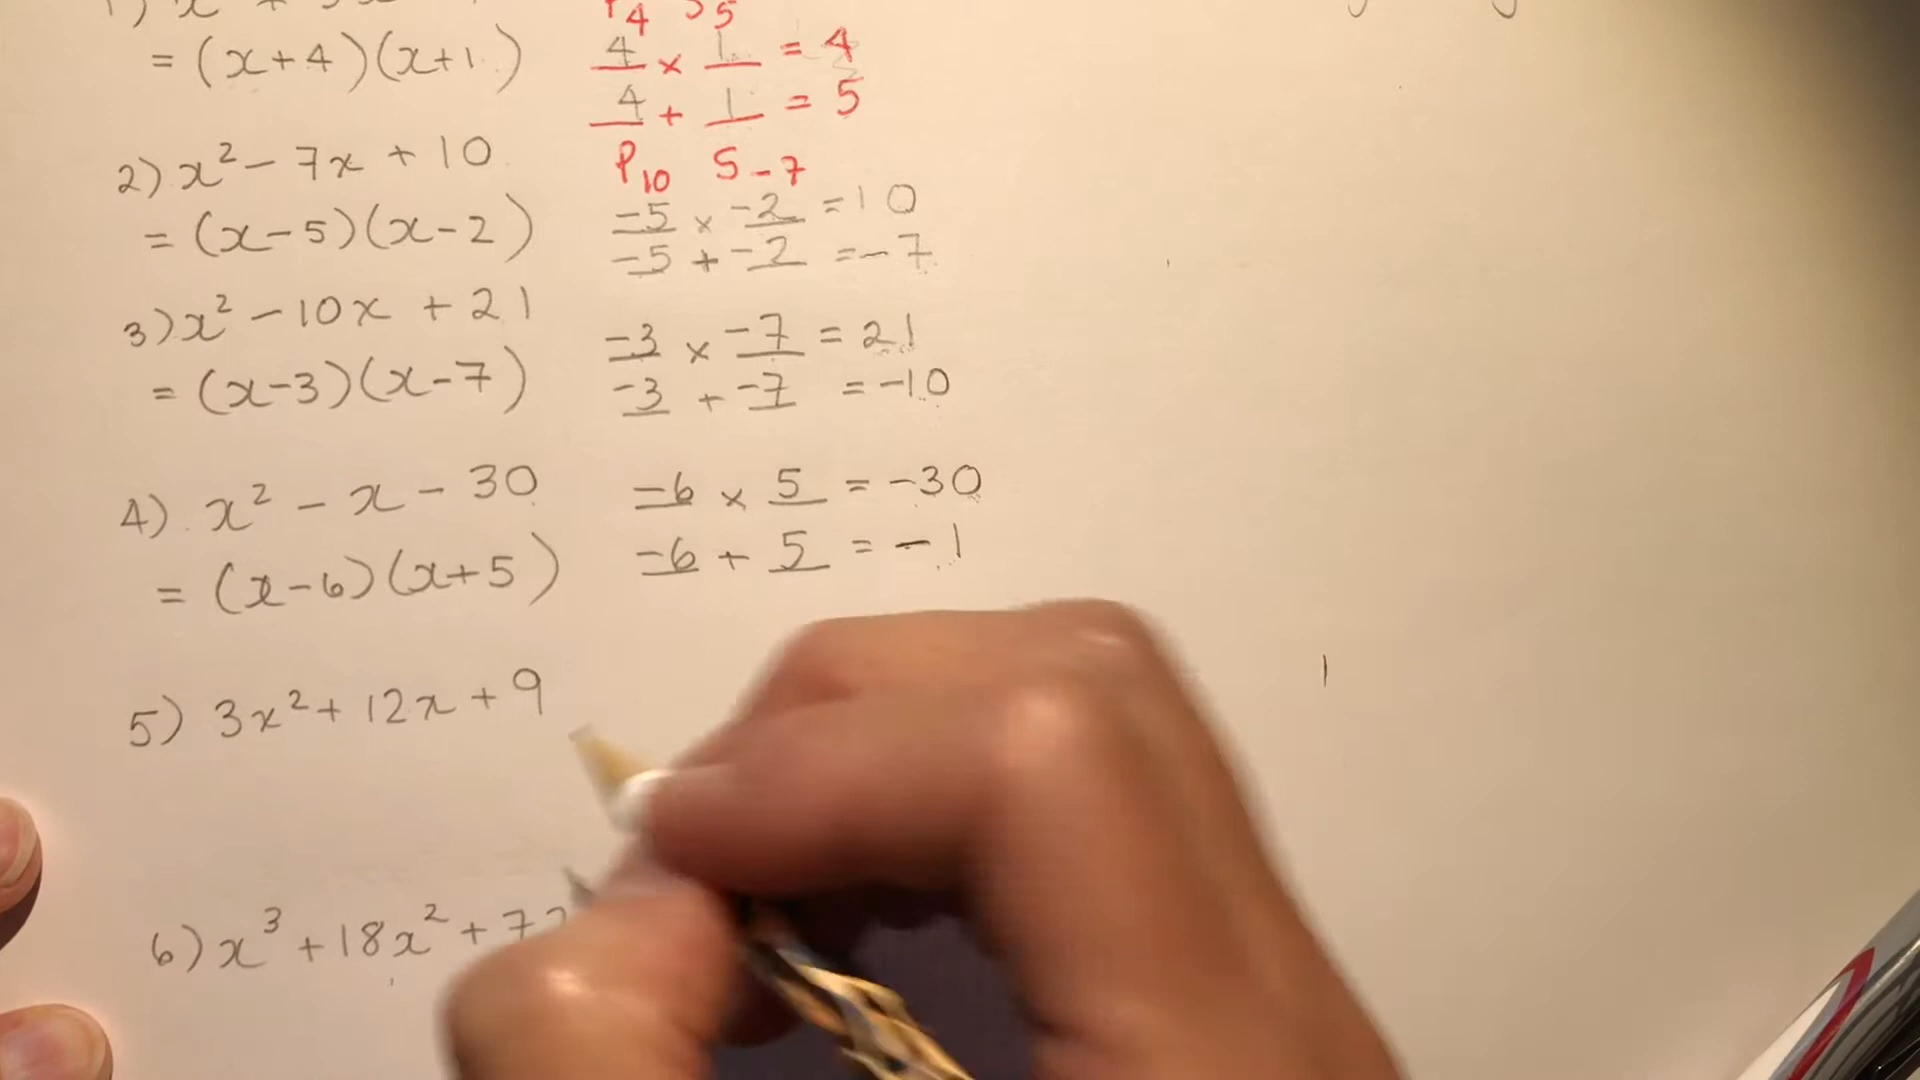 = (x+4)(x+1)
P4 S5
4 × 1 = 4
4 + 1 = 5
2) x² - 7x + 10
P10 S-7
= (x-5)(x-2)
-5 × -2 = 10
-5 + -2 = -7
3) x² - 10x + 21
= (x-3)(x-7)
-3 × -7 = 21
-3 + -7 = -10
4) x² - x - 30
= (x-6)(x+5)
-6 × 5 = -30
-6 + 5 = -1
5) 3x² + 12x + 9
6) x³ + 18x² + 7